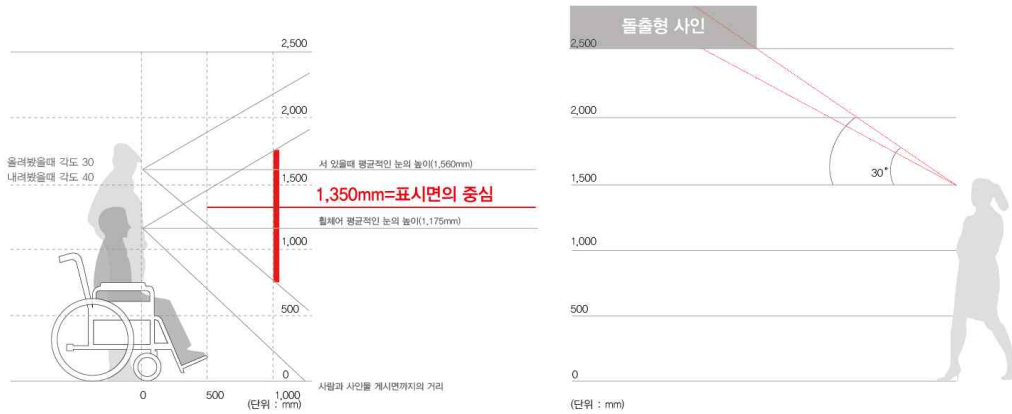 2,500
2,000
올려봤을때 각도 30
내려봤을때 각도 40
서 있을때 평균적인 눈의 높이(1,560mm)
1,500
1,350mm=표시면의 중심
휠체어 평균적인 눈의 높이(1,175mm)
1,000
500
0
사람과 사인물 게시면까지의 거리
0
500
1,000
(단위 : mm)
돌출형 사인
2,500
2,000
30°
1,500
1,000
500
0
(단위 : mm)